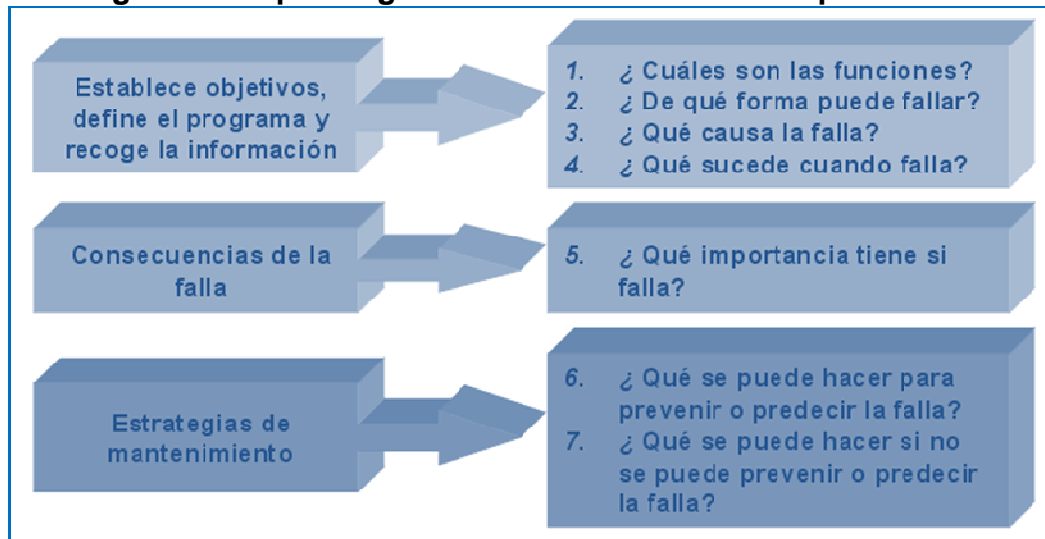 Establece objetivos,
define el programa y
recoge la información
1. ¿ Cuáles son las funciones?
2. ¿ De qué forma puede fallar?
3. ¿ Qué causa la falla?
4. ¿ Qué sucede cuando falla?
Consecuencias de la
falla
5. ¿ Qué importancia tiene si
falla?
Estrategias de
mantenimiento
6. ¿ Qué se puede hacer para
prevenir o predecir la falla?
7. ¿ Qué se puede hacer si no
se puede prevenir o predecir
la falla?